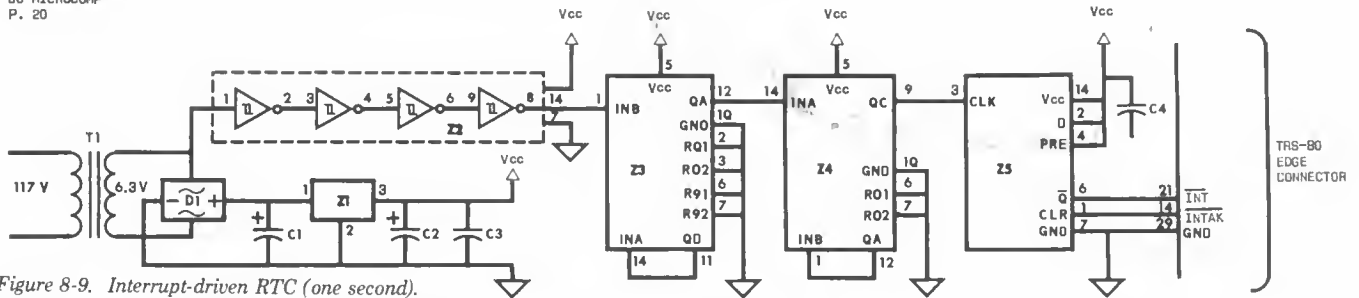 P. 20
Vcc
Vcc
Vcc
Vcc
1 2 3 4 5 6 9 8 14
7
Z2
T1
117 V
6.3 V
- D1 +
1 Z1 3
2
Vcc
+
C1
+
C2
C3
5
Vcc
1 INB
QA 12
GND 10
RO1 2
RO2 3
R91 6
R92 7
Z3
INA QD
14 11
5
Vcc
14 INA
QC 9
Z4
GND 10
RO1 6
RO2 7
INB QA
1 12
3 CLK
Vcc 14
D 2
PRE 4
Z5
C4
Q 6 21 INT
CLR 1 14 INTAK
GND 7 29 GND
TRS-80
EDGE
CONNECTOR
Figure 8-9. Interrupt-driven RTC (one second).